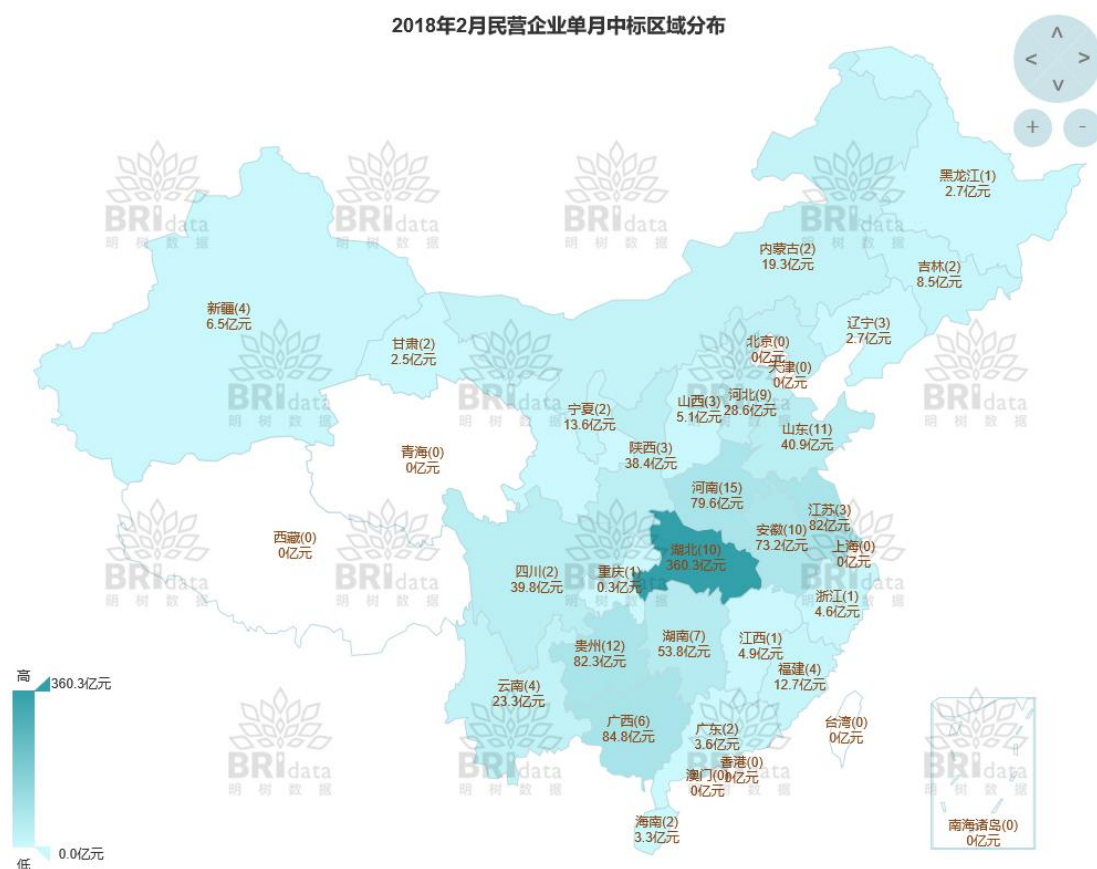 2018年2月民营企业单月中标区域分布
黑龙江(1)
2.7亿元
内蒙古(2)
19.3亿元
吉林(2)
8.5亿元
新疆(4)
6.5亿元
甘肃(2)
2.5亿元
辽宁(3)
2.7亿元
北京(0)
0亿元
天津(0)
0亿元
宁夏(2)
13.6亿元
山西(3)
5.1亿元
河北(9)
28.6亿元
山东(11)
40.9亿元
青海(0)
0亿元
陕西(3)
38.4亿元
河南(15)
79.6亿元
江苏(3)
82亿元
安徽(10)
73.2亿元
上海(0)
0亿元
西藏(0)
0亿元
湖北(10)
360.3亿元
四川(2)
39.8亿元
重庆(1)
0.3亿元
浙江(1)
4.6亿元
贵州(12)
82.3亿元
湖南(7)
53.8亿元
江西(1)
4.9亿元
福建(4)
12.7亿元
云南(4)
23.3亿元
广西(6)
84.8亿元
广东(2)
3.6亿元
台湾(0)
0亿元
香港(0)
0亿元
澳门(0)
0亿元
海南(2)
3.3亿元
南海诸岛(0)
0亿元
高
360.3亿元
0.0亿元
低
BRIdata
明树数据